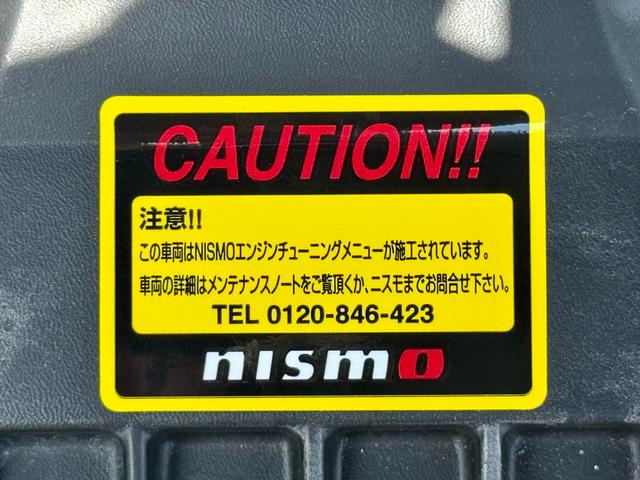 CAUTION!!
注意!!
この車両はNISMOエンジンチューニングメニューが施工されています。
車両の詳細はメンテナンスノートをご覧頂くか、ニスモまでお問合せ下さい。
TEL 0120-846-423
nismo